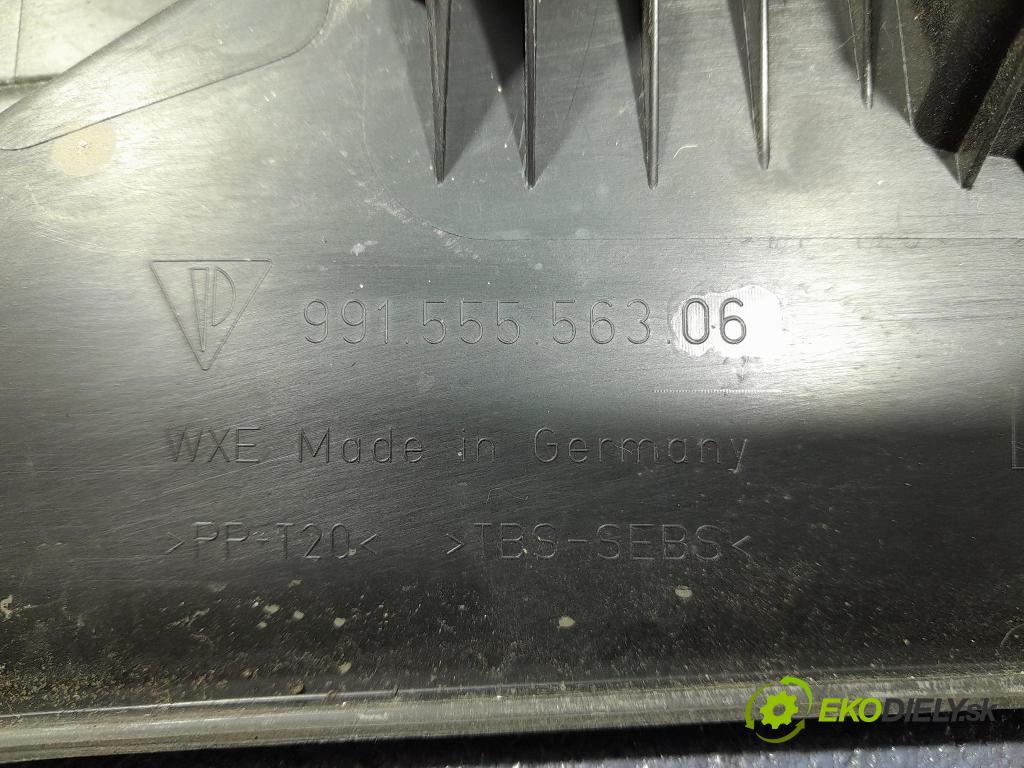 991.555.563.06
WXE Made in Germany
>PP-T20< >TBS-SEBS<
EKODIELY.sk